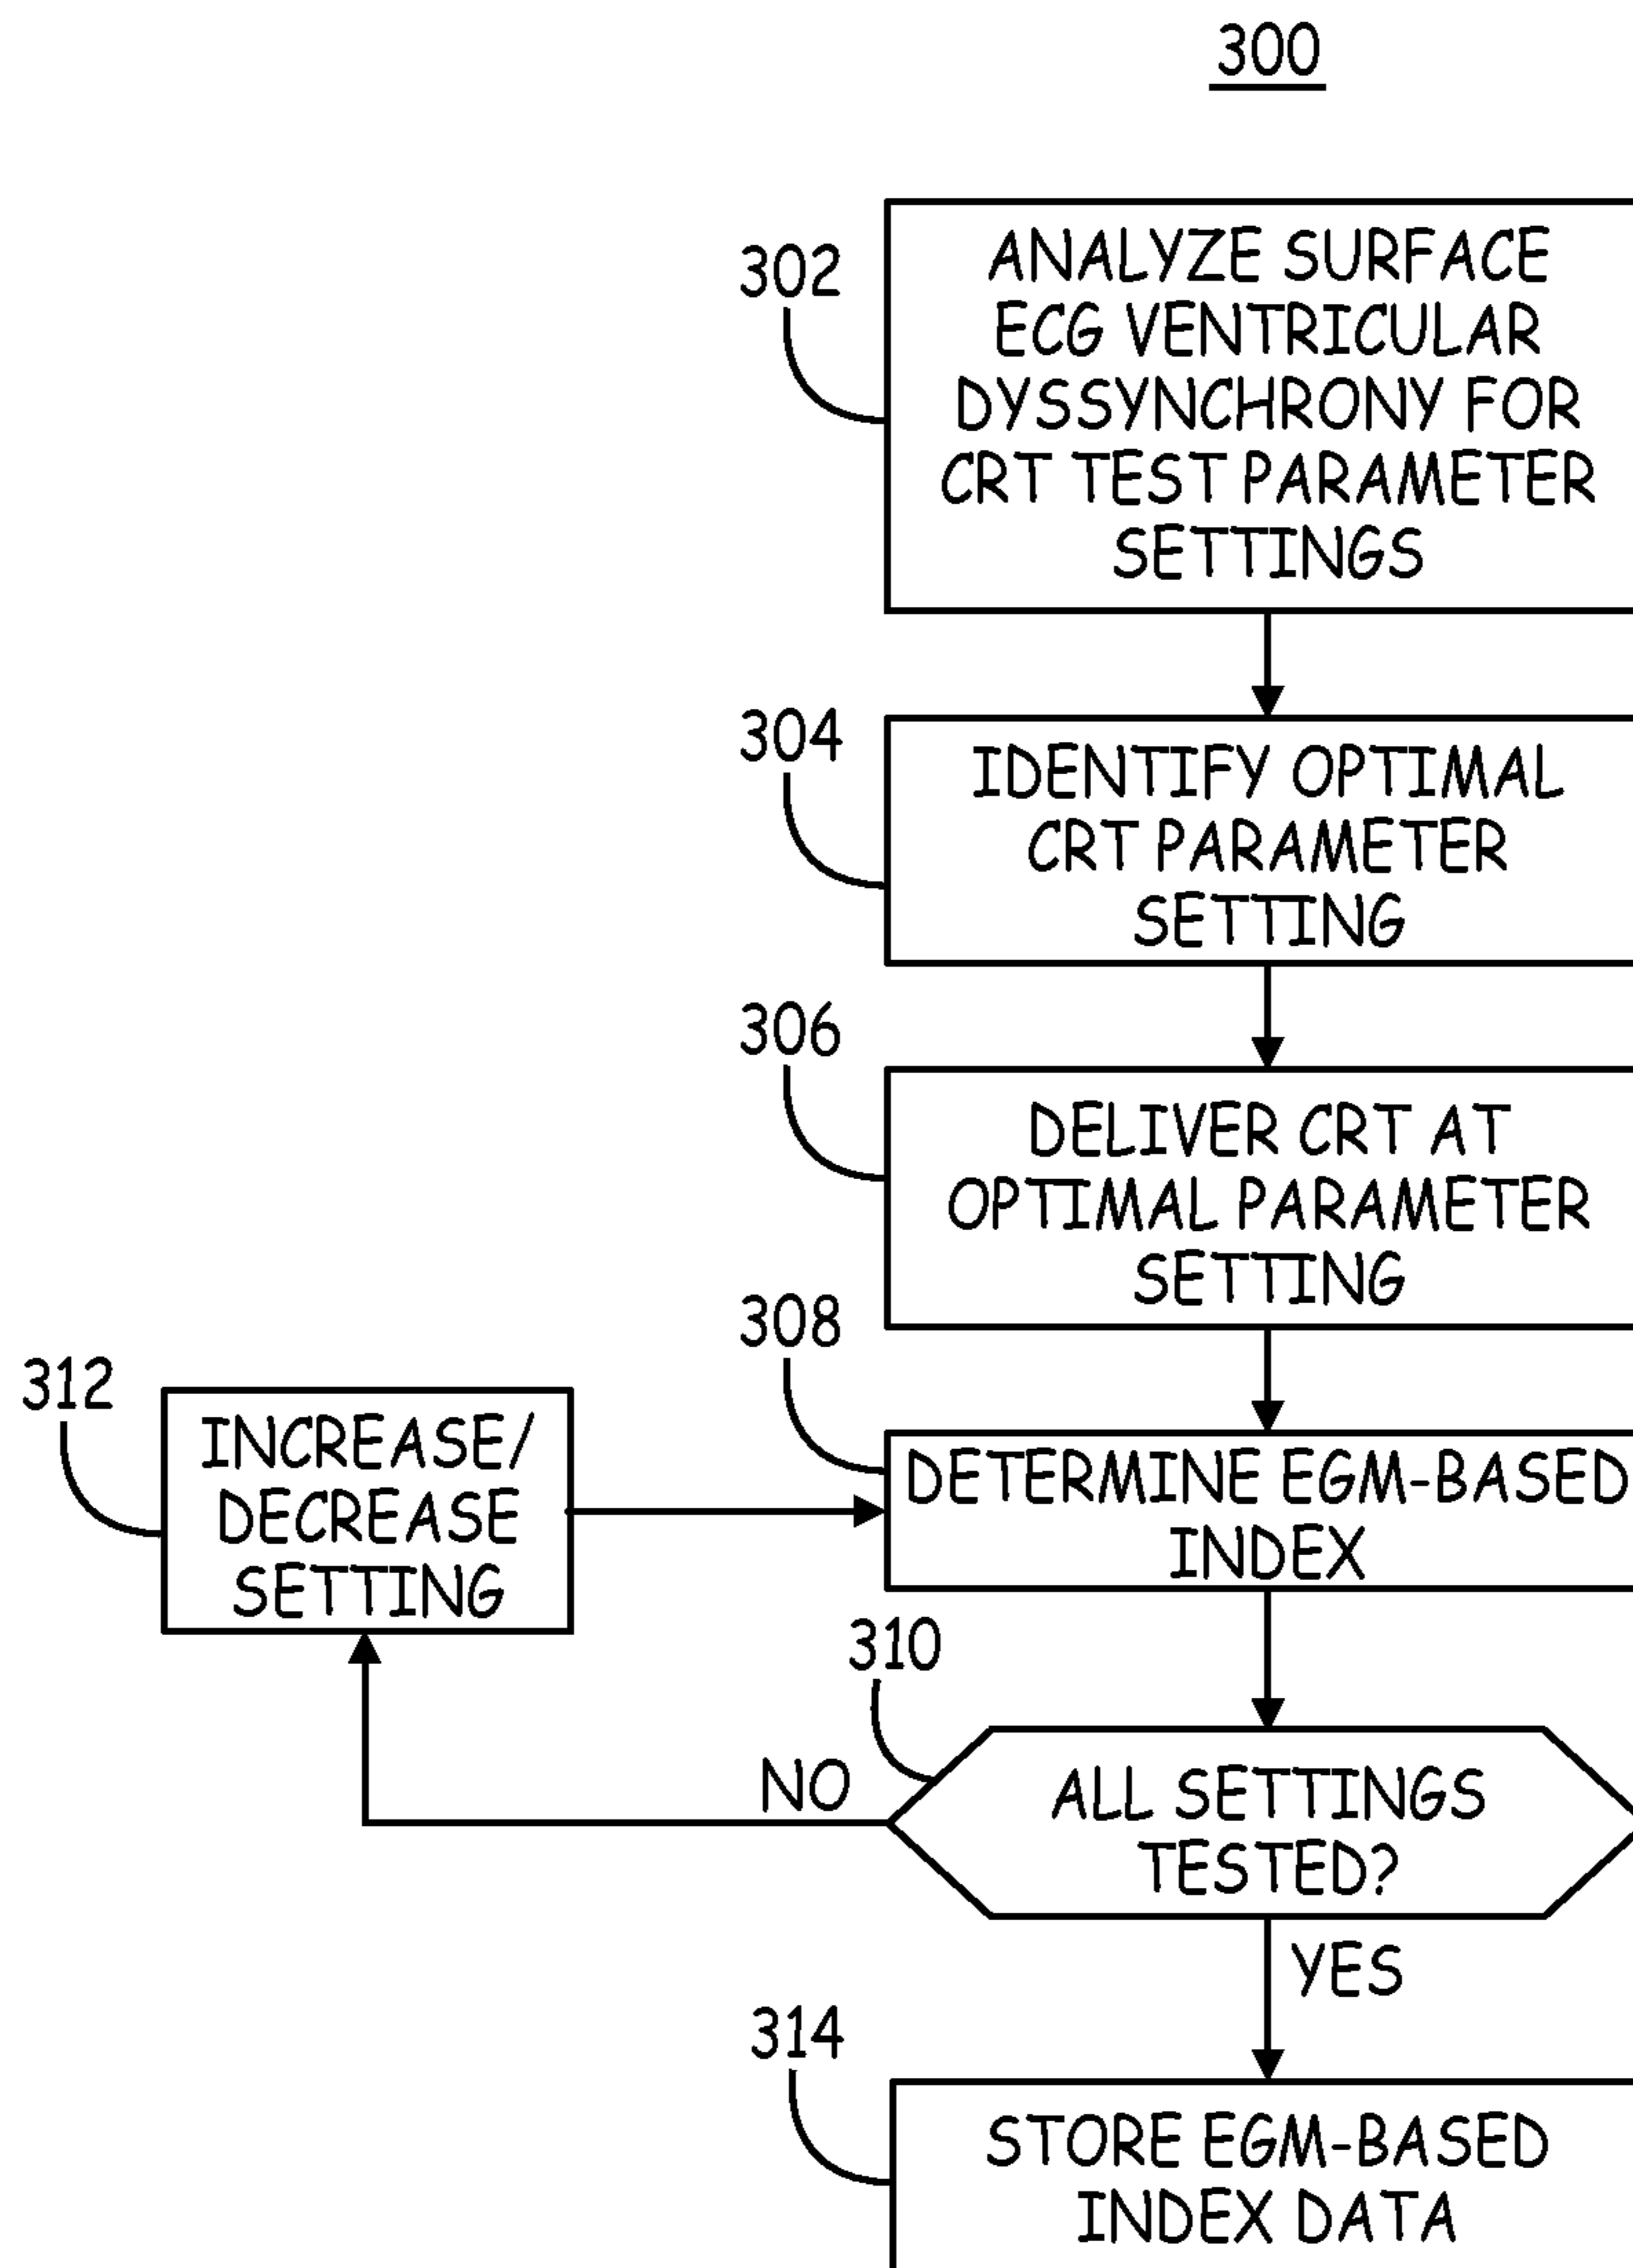 300
302
ANALYZE SURFACE
ECG VENTRICULAR
DYSSYNCHRONY FOR
CRT TEST PARAMETER
SETTINGS
304
IDENTIFY OPTIMAL
CRT PARAMETER
SETTING
306
DELIVER CRT AT
OPTIMAL PARAMETER
SETTING
308
DETERMINE EGM-BASED
INDEX
312
INCREASE/
DECREASE
SETTING
310
ALL SETTINGS
TESTED?
NO
YES
314
STORE EGM-BASED
INDEX DATA